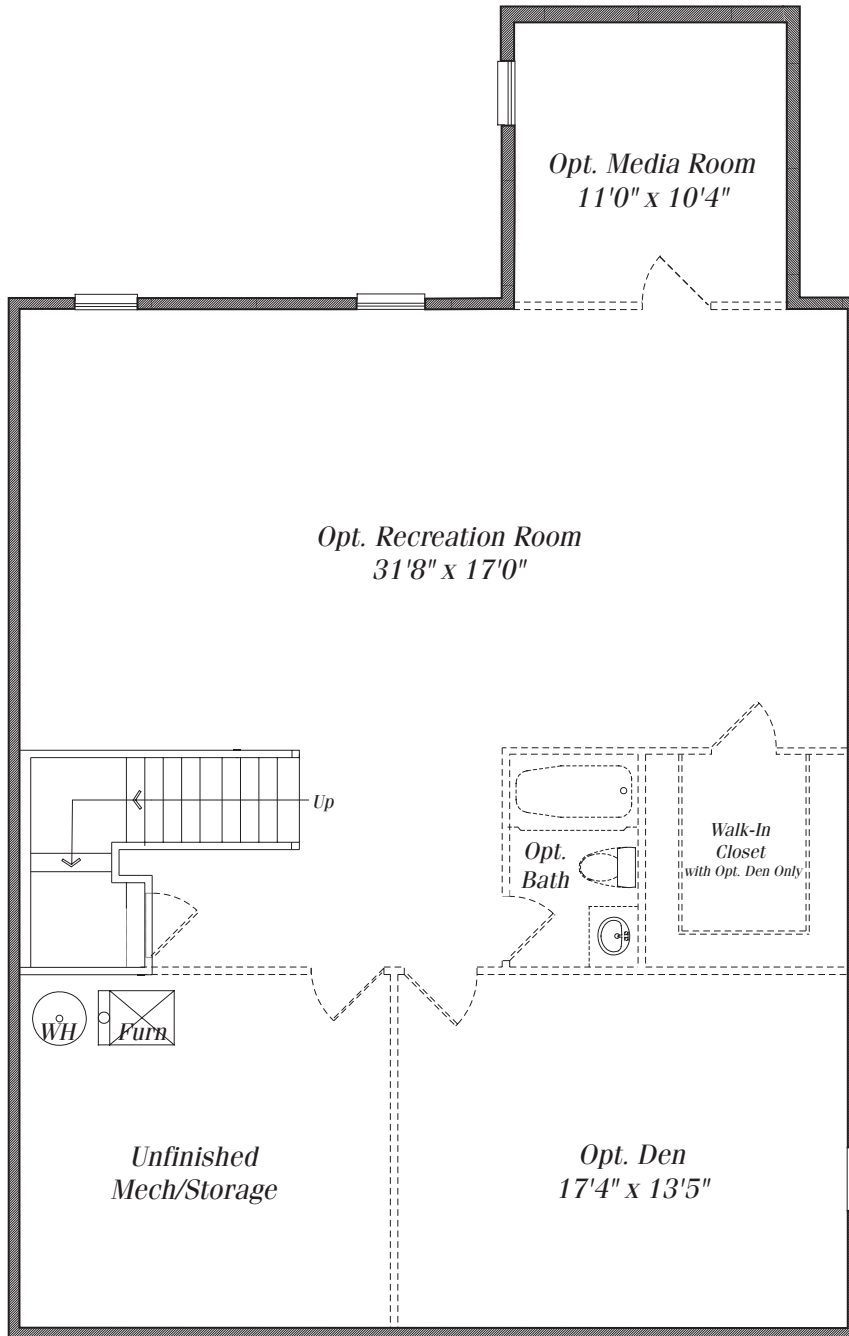 Opt. Media Room
11'0" x 10'4"
Opt. Recreation Room
31'8" x 17'0"
Up
Opt.
Bath
Walk-In
Closet
with Opt. Den Only
WH
Furn
Unfinished
Mech/Storage
Opt. Den
17'4" x 13'5"